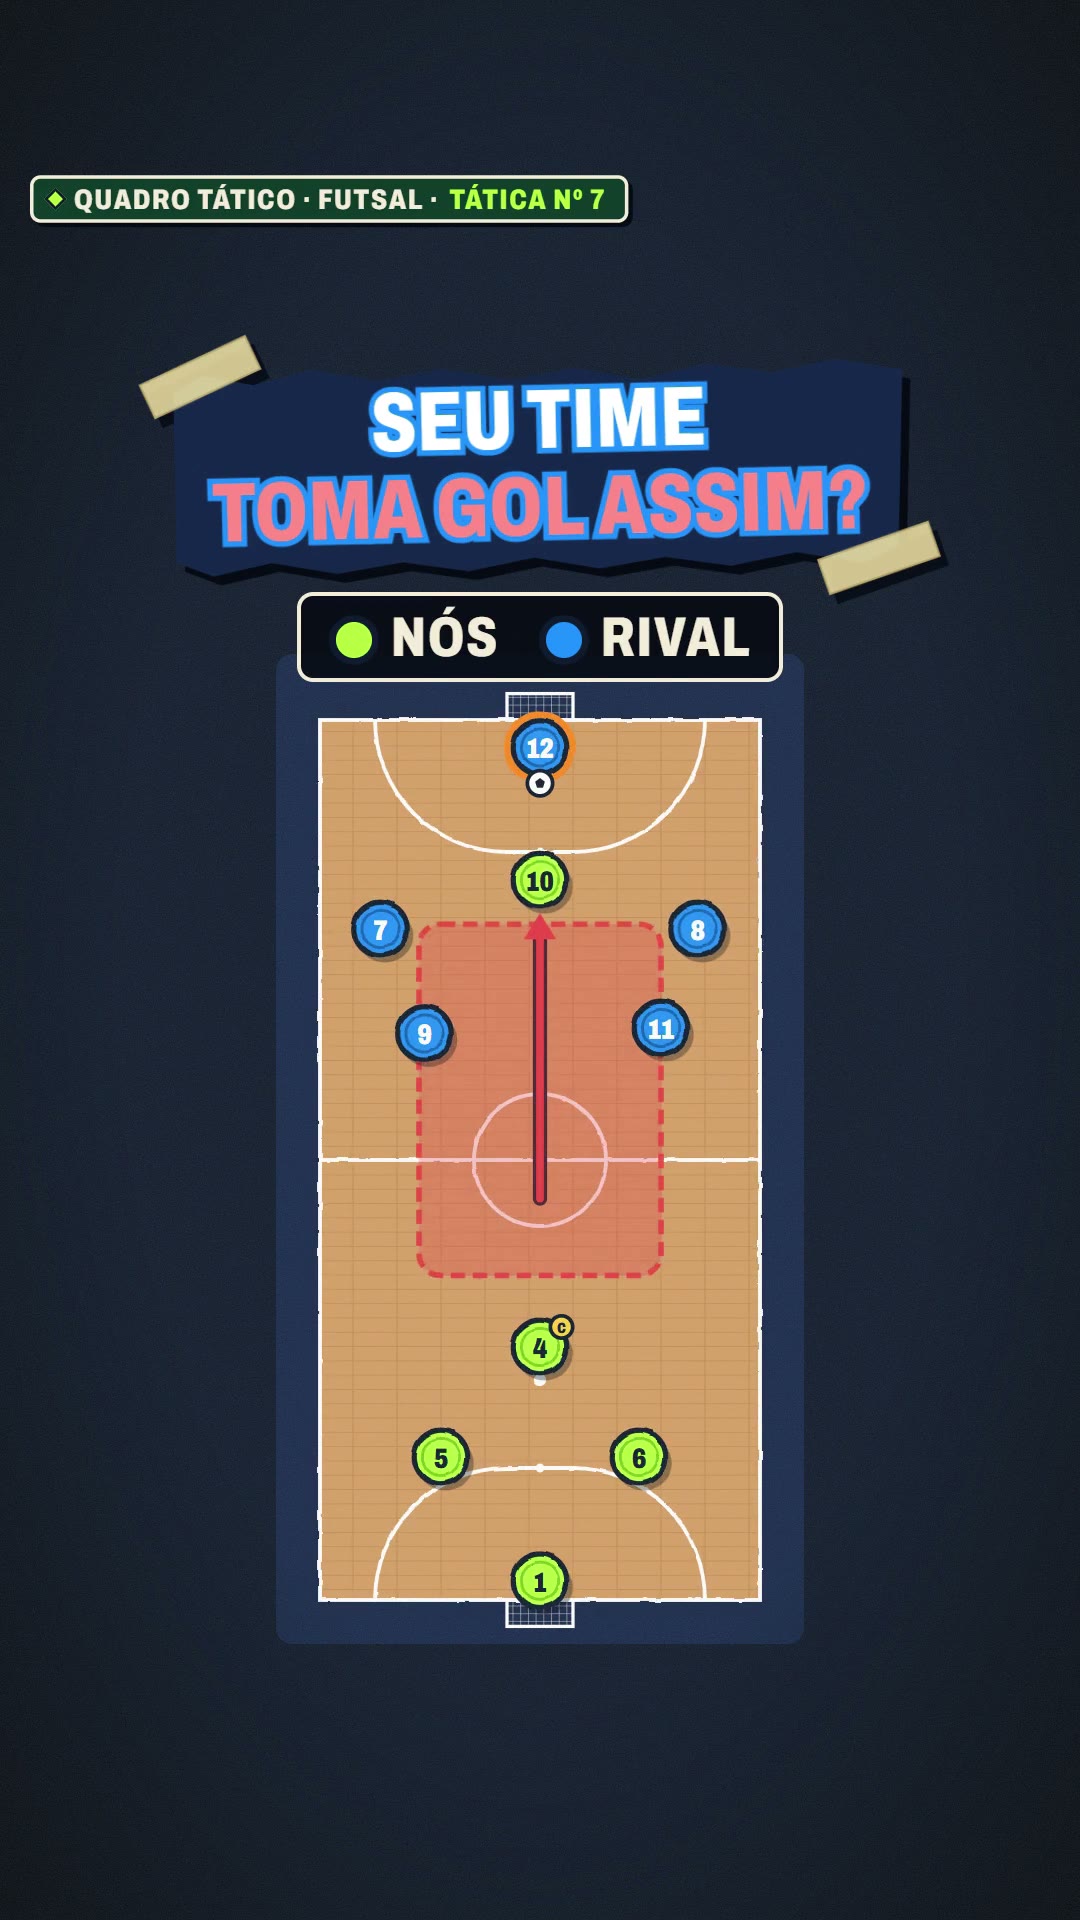 QUADRO TÁTICO · FUTSAL · TÁTICA Nº 7
SEU TIME
TOMA GOL ASSIM?
NÓS RIVAL
12
10
7 8
9 11
C
4
5 6
1